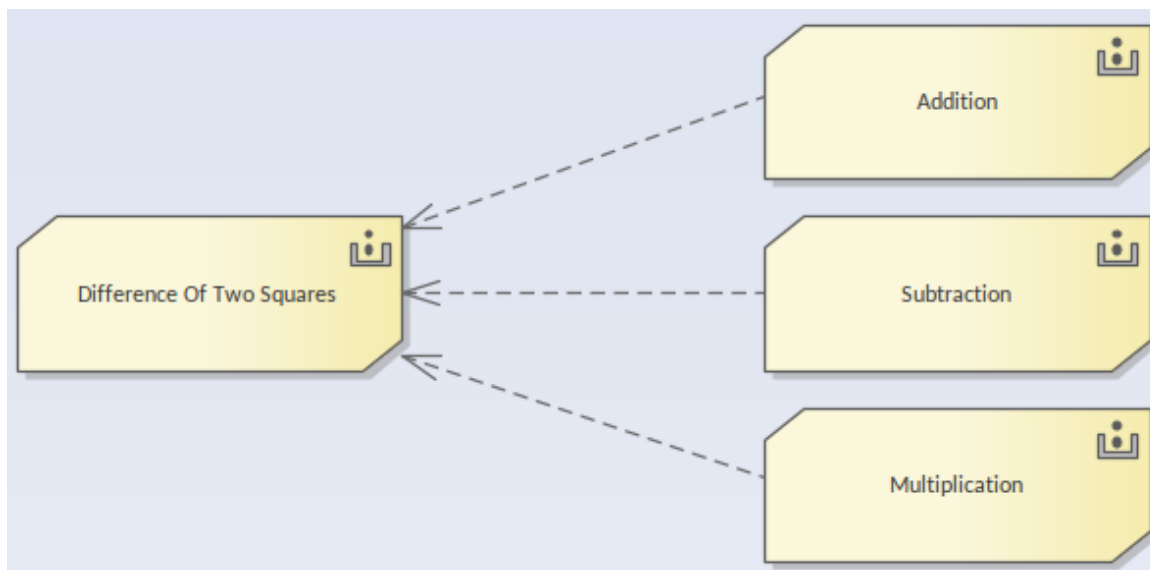 Addition
Difference Of Two Squares
Subtraction
Multiplication